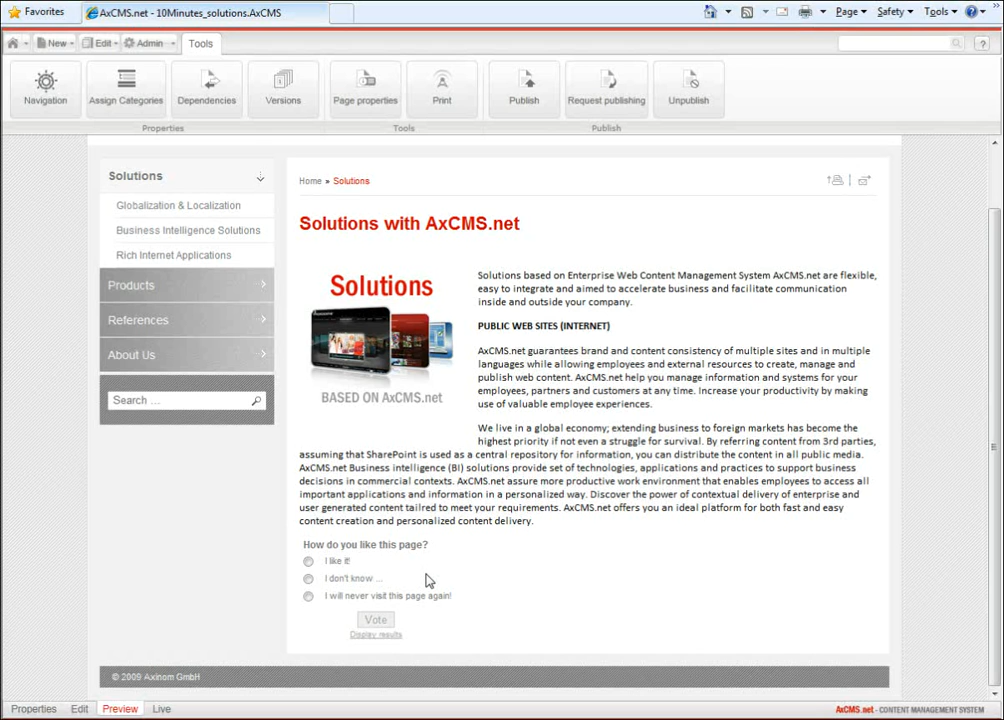 Favorites
AxCMS.net - 10Minutes_solutions.AxCMS
Page
Safety
Tools
New
Edit
Admin
Tools
Navigation
Assign Categories
Dependencies
Versions
Page properties
Print
Publish
Request publishing
Unpublish
Properties
Tools
Publish
Solutions
Globalization & Localization
Business Intelligence Solutions
Rich Internet Applications
Products
References
About Us
Search ...
Home » Solutions
Solutions with AxCMS.net
Solutions
BASED ON AxCMS.net
Solutions based on Enterprise Web Content Management System AxCMS.net are flexible,
easy to integrate and aimed to accelerate business and facilitate communication
inside and outside your company.
PUBLIC WEB SITES (INTERNET)
AxCMS.net guarantees brand and content consistency of multiple sites and in multiple
languages while allowing employees and external resources to create, manage and
publish web content. AxCMS.net help you manage information and systems for your
employees, partners and customers at any time. Increase your productivity by making
use of valuable employee experiences.
We live in a global economy; extending business to foreign markets has become the
highest priority if not even a struggle for survival. By referring content from 3rd parties,
assuming that SharePoint is used as a central repository for information, you can distribute the content in all public media.
AxCMS.net Business intelligence (BI) solutions provide set of technologies, applications and practices to support business
decisions in commercial contexts. AxCMS.net assure more productive work environment that enables employees to access all
important applications and information in a personalized way. Discover the power of contextual delivery of enterprise and
user generated content tailred to meet your requirements. AxCMS.net offers you an ideal platform for both fast and easy
content creation and personalized content delivery.
How do you like this page?
I like it!
I don't know ...
I will never visit this page again!
Vote
Display results
© 2009 Axinom GmbH
Properties
Edit
Preview
Live
AxCMS.net - CONTENT MANAGEMENT SYSTEM